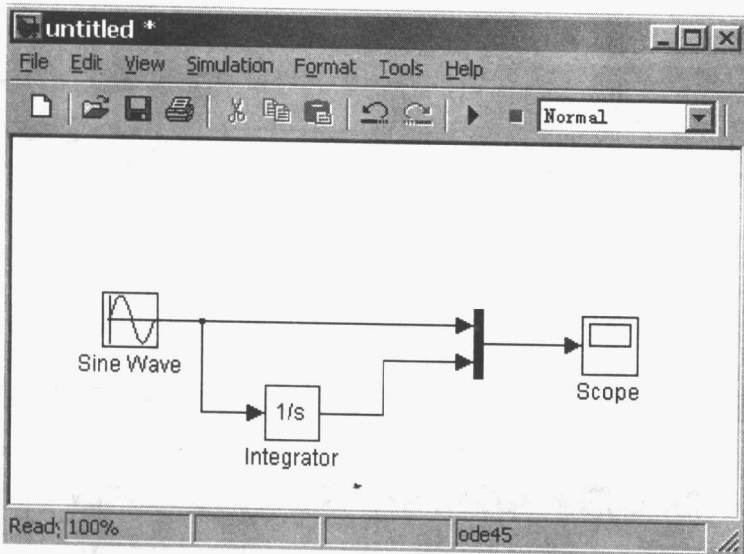 untitled *
File Edit View Simulation Format Tools Help
Normal
Sine Wave
1/s
Integrator
Scope
Ready 100% ode45